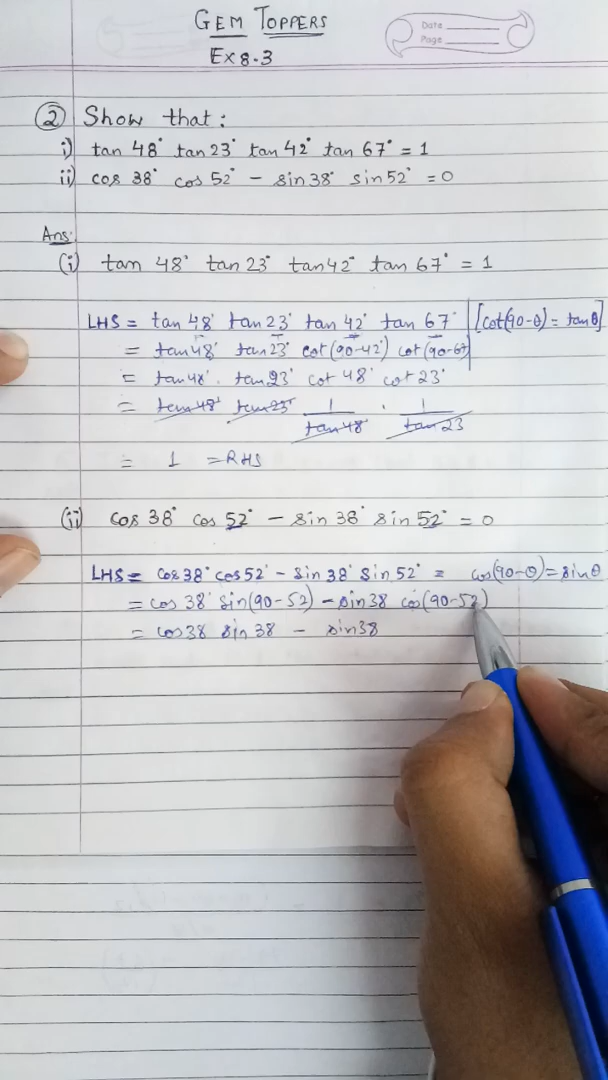 GEM TOPPERS
Date
Page
Ex 8.3
② Show that :
i) tan 48° tan 23° tan 42° tan 67° = 1
ii) cos 38° cos 52° - sin 38° sin 52° = 0
Ans:
(i) tan 48° tan 23° tan 42° tan 67° = 1
LHS = tan 48° tan 23° tan 42° tan 67° [cot(90-θ) = tan θ]
= tan 48° tan 23° cot (90-42°) cot (90-67)
= tan 48° . tan 23° cot 48° cot 23°
= tan 48° tan 23° 1/tan 48 . 1/tan 23
= 1 = RHS
(ii) cos 38° cos 52° - sin 38° sin 52° = 0
LHS = cos 38° cos 52° - sin 38° sin 52° = cos(90-θ) = sin θ
= cos 38° sin(90-52) - sin 38 cos(90-52)
= cos 38 sin 38 - sin 38